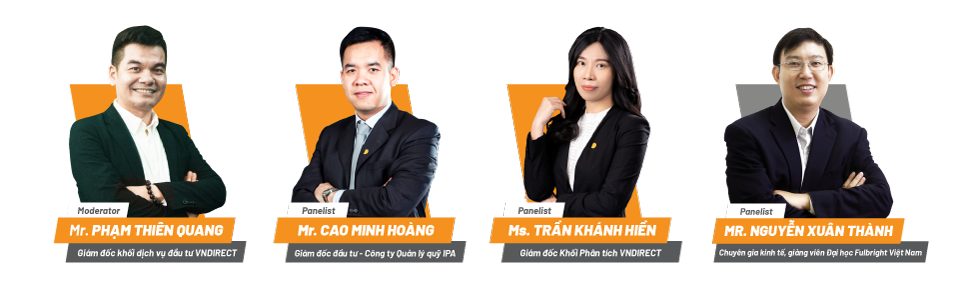 Moderator
Mr. PHẠM THIÊN QUANG
Giám đốc khối dịch vụ đầu tư VNDIRECT
Panelist
Mr. CAO MINH HOÀNG
Giám đốc đầu tư - Công ty Quản lý quỹ IPA
Panelist
Ms. TRẦN KHÁNH HIỀN
Giám đốc Khối Phân tích VNDIRECT
Panelist
MR. NGUYỄN XUÂN THÀNH
Chuyên gia kinh tế, giảng viên Đại học Fulbright Việt Nam